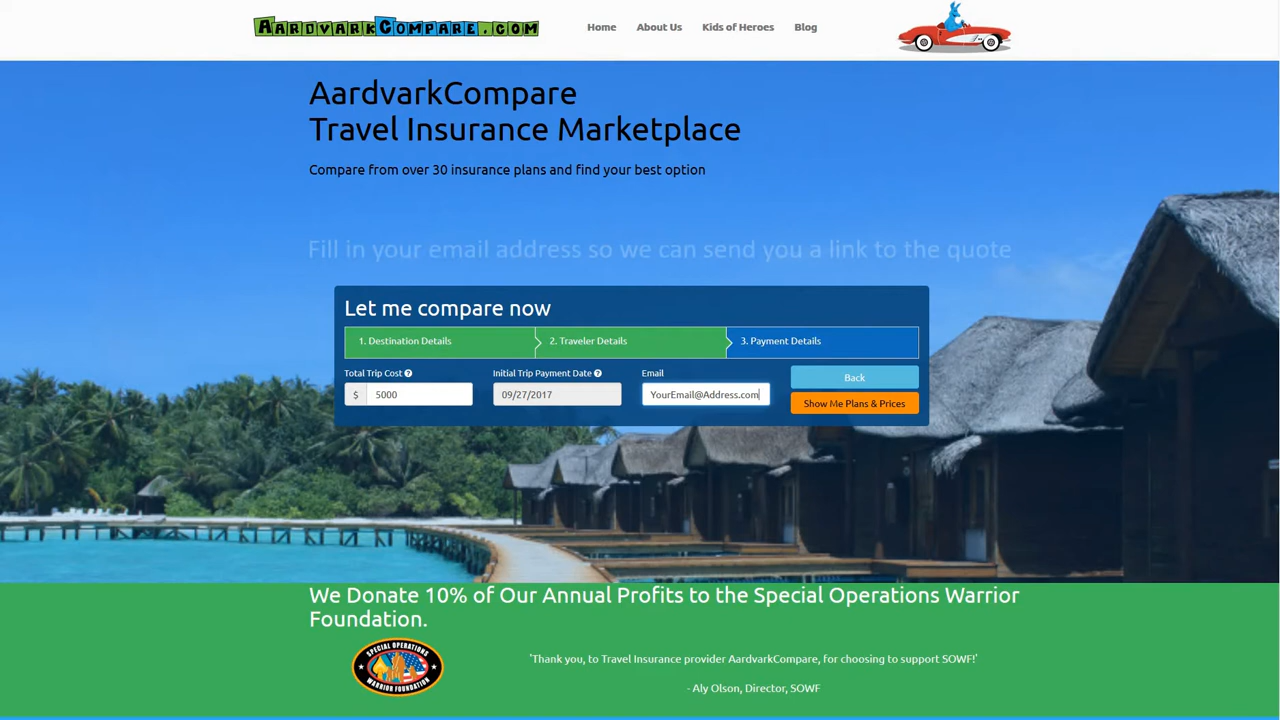 AARDVARKCOMPARE.COM
Home About Us Kids of Heroes Blog
AardvarkCompare
Travel Insurance Marketplace
Compare from over 30 insurance plans and find your best option
Fill in your email address so we can send you a link to the quote
Let me compare now
1. Destination Details 2. Traveler Details 3. Payment Details
Total Trip Cost ? Initial Trip Payment Date ? Email
Back
$ 5000 09/27/2017 YourEmail@Address.com
Show Me Plans & Prices
We Donate 10% of Our Annual Profits to the Special Operations Warrior
Foundation.
SPECIAL OPERATIONS
WARRIOR FOUNDATION
'Thank you, to Travel Insurance provider AardvarkCompare, for choosing to support SOWF!'
- Aly Olson, Director, SOWF